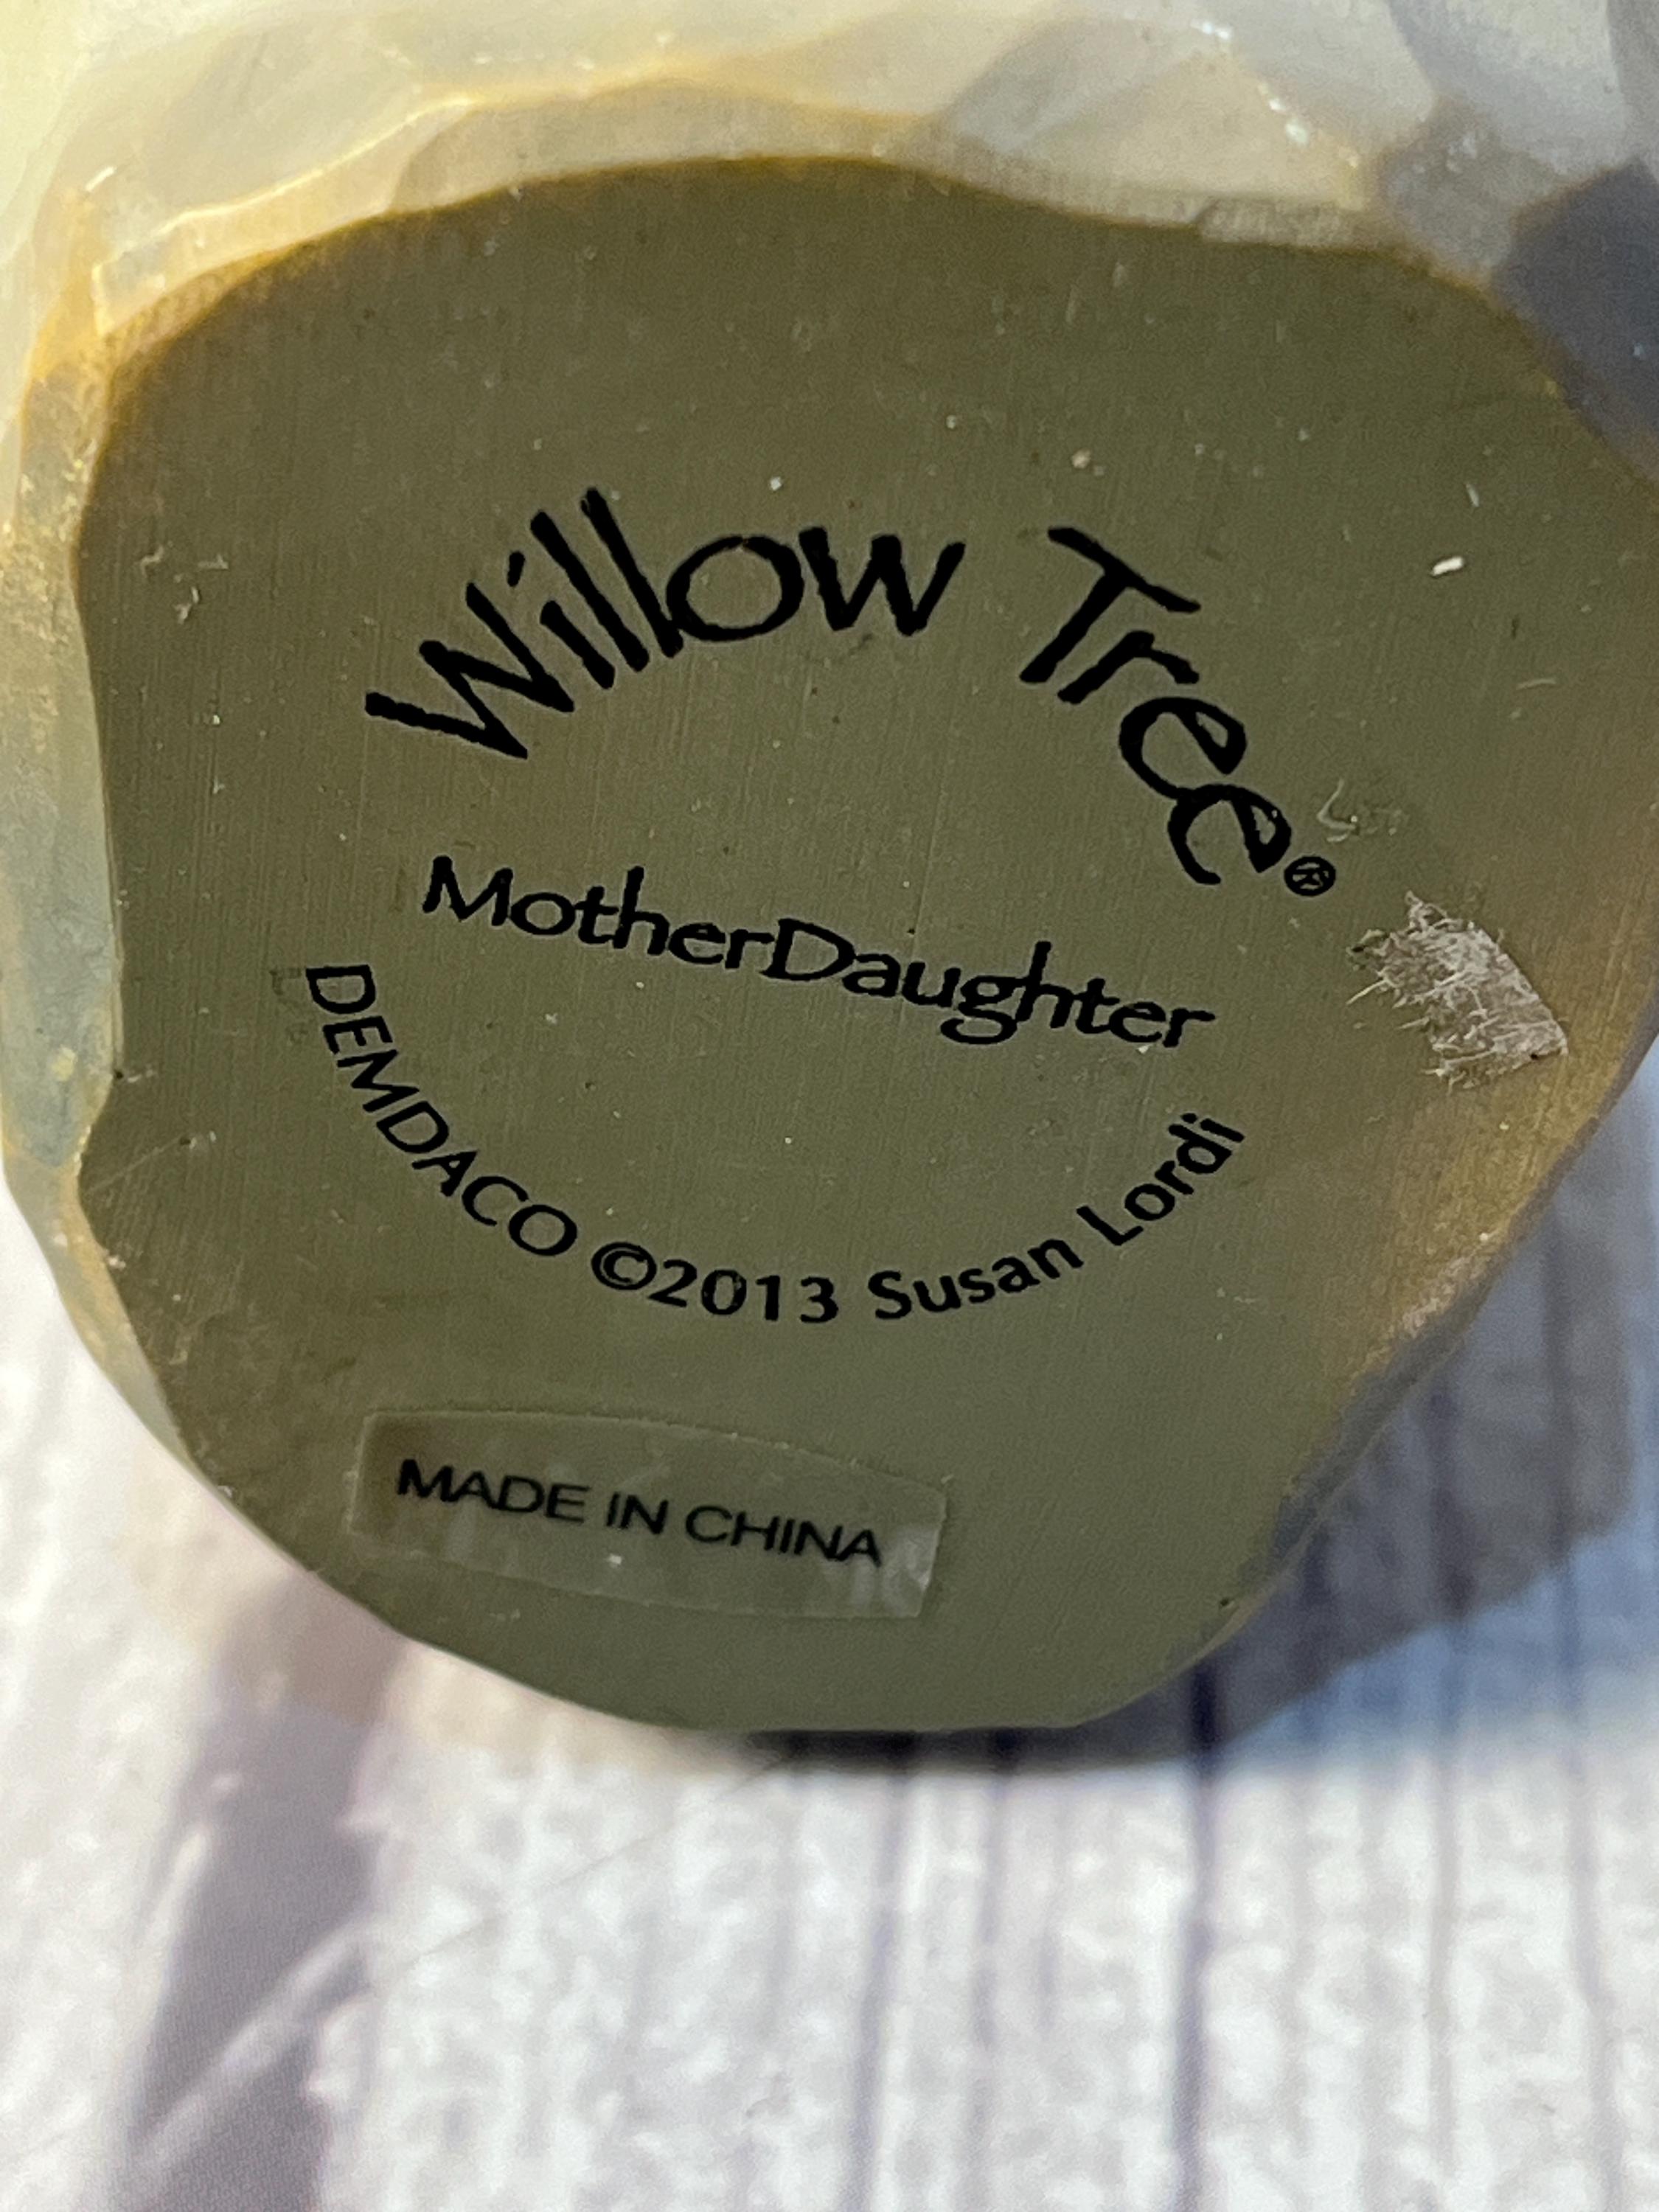 Willow Tree®
MotherDaughter
DEMDACO ©2013 Susan Lordi
MADE IN CHINA